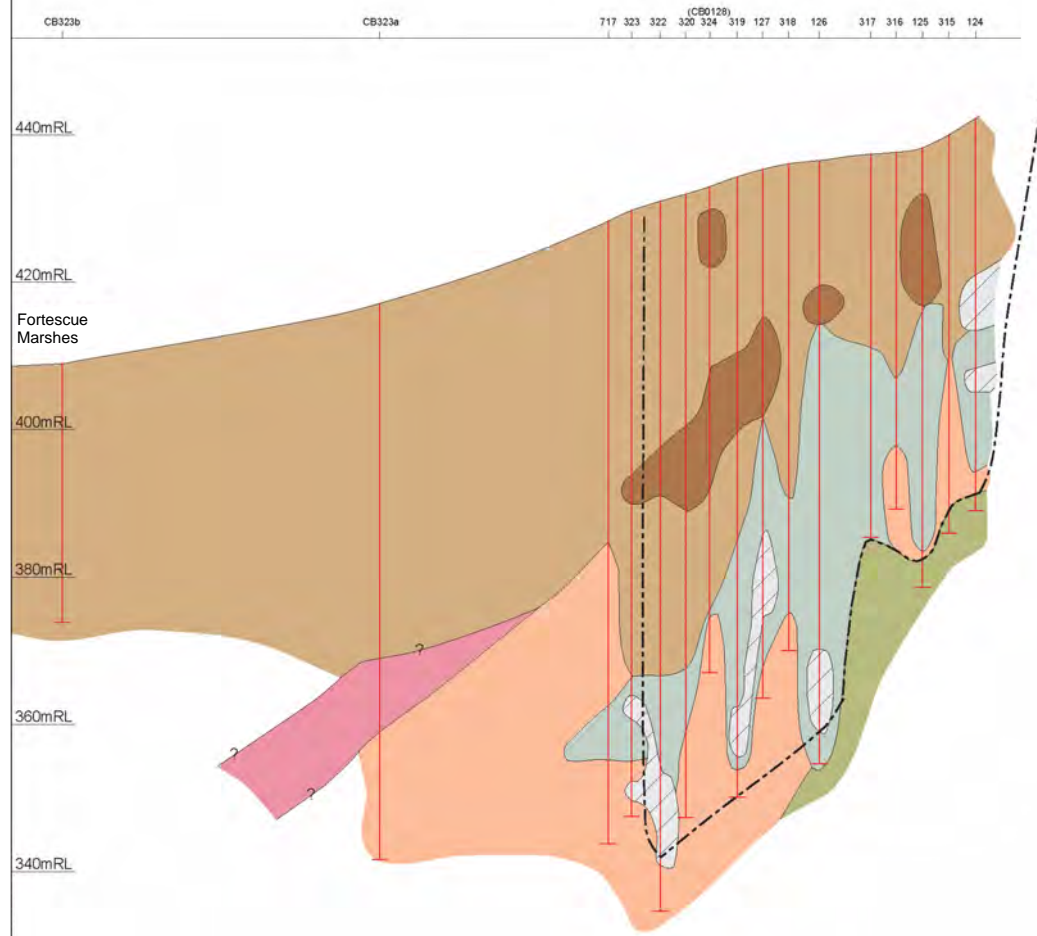 (CB0128)
CB323b CB323a 717 323 322 320 324 319 127 318 126 317 316 125 315 124
440mRL
420mRL
Fortescue
Marshes
400mRL
380mRL
?
360mRL
?
?
340mRL